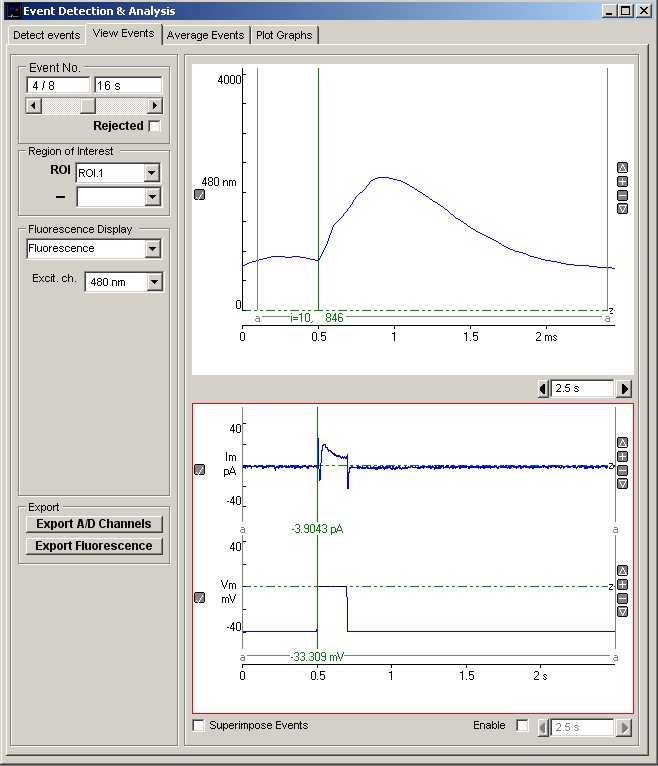 Event Detection & Analysis
Detect events View Events Average Events Plot Graphs
Event No.
4 / 8 16 s
Rejected
Region of Interest
ROI ROI.1
–
Fluorescence Display
Fluorescence
Excit. ch. 480 nm
Export
Export A/D Channels
Export Fluorescence
4000
480 nm
0
z
a i=10, 846 a
0 0.5 1 2 ms
2.5 s
40
Im
pA
z
-40
a -3.9043 pA a
40
Vm
mV
z
-40
a -33.309 mV a
0 0.5 1 1.5 2 s
Superimpose Events Enable 2.5 s